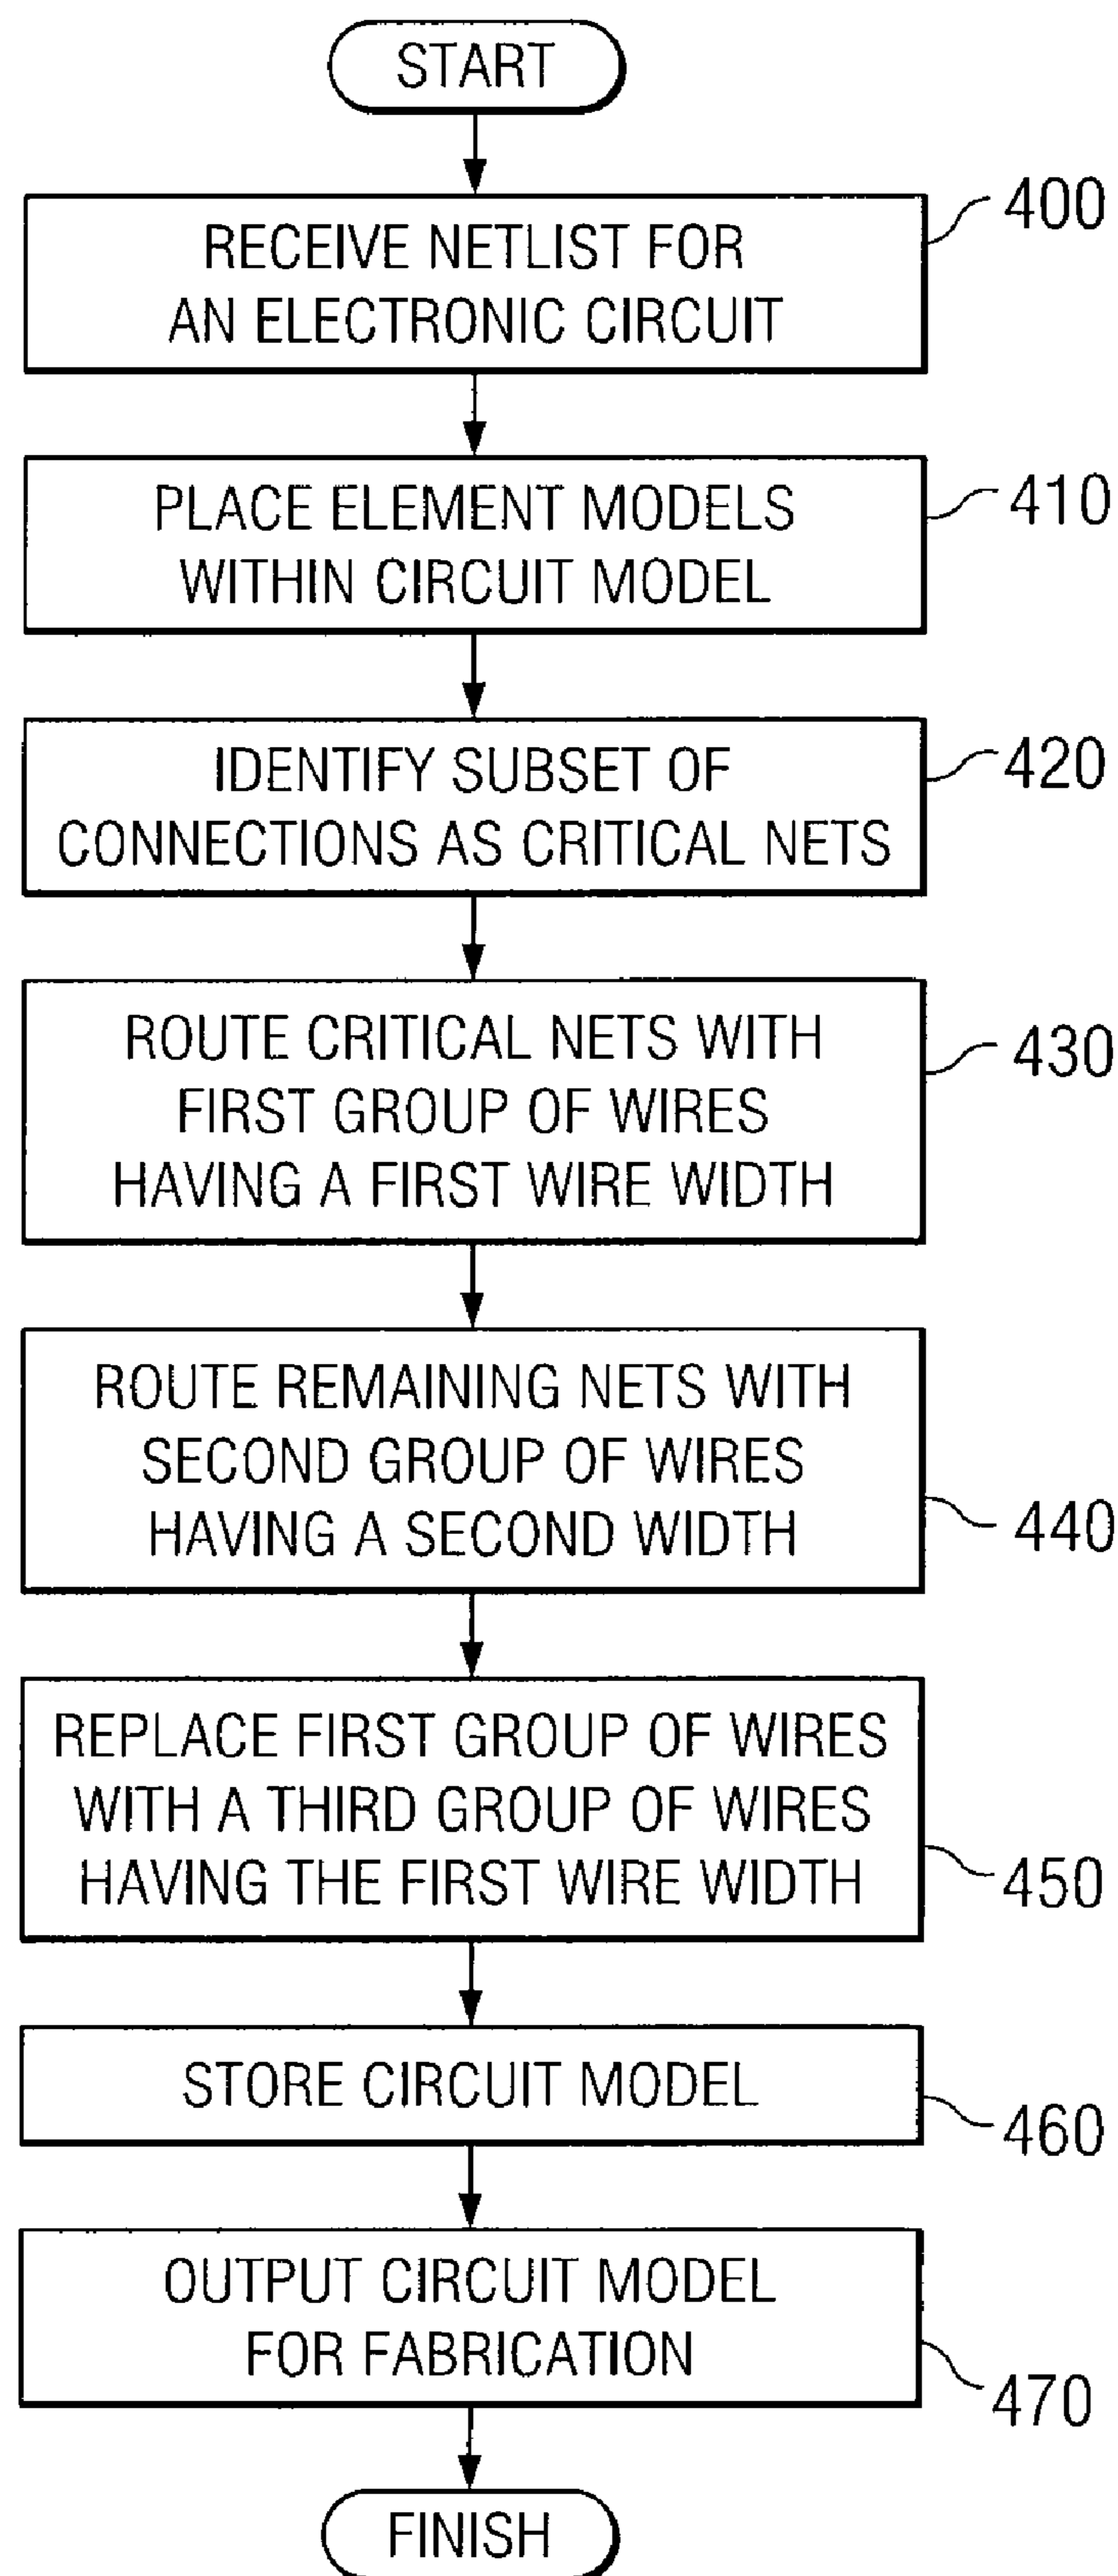 START
RECEIVE NETLIST FOR
AN ELECTRONIC CIRCUIT
400
PLACE ELEMENT MODELS
WITHIN CIRCUIT MODEL
410
IDENTIFY SUBSET OF
CONNECTIONS AS CRITICAL NETS
420
ROUTE CRITICAL NETS WITH
FIRST GROUP OF WIRES
HAVING A FIRST WIRE WIDTH
430
ROUTE REMAINING NETS WITH
SECOND GROUP OF WIRES
HAVING A SECOND WIDTH
440
REPLACE FIRST GROUP OF WIRES
WITH A THIRD GROUP OF WIRES
HAVING THE FIRST WIRE WIDTH
450
STORE CIRCUIT MODEL
460
OUTPUT CIRCUIT MODEL
FOR FABRICATION
470
FINISH